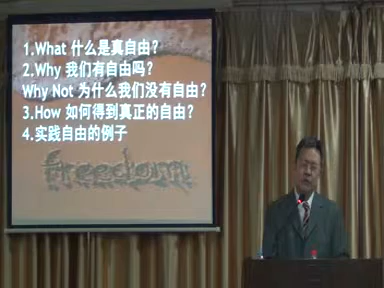 1.What 什么是真自由?
2.Why 我们有自由吗?
Why Not 为什么我们没有自由?
3.How 如何得到真正的自由?
4.实践自由的例子
freedom